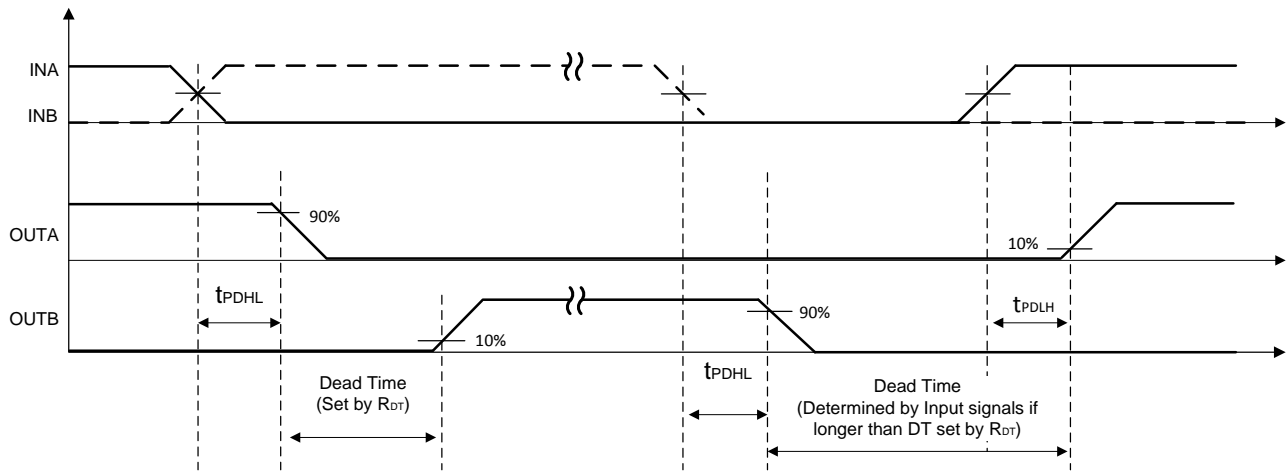 INA
INB
OUTA
90%
10%
tPDHL
tPDLH
OUTB
90%
10%
Dead Time
(Set by RDT)
tPDHL
Dead Time
(Determined by Input signals if
longer than DT set by RDT)